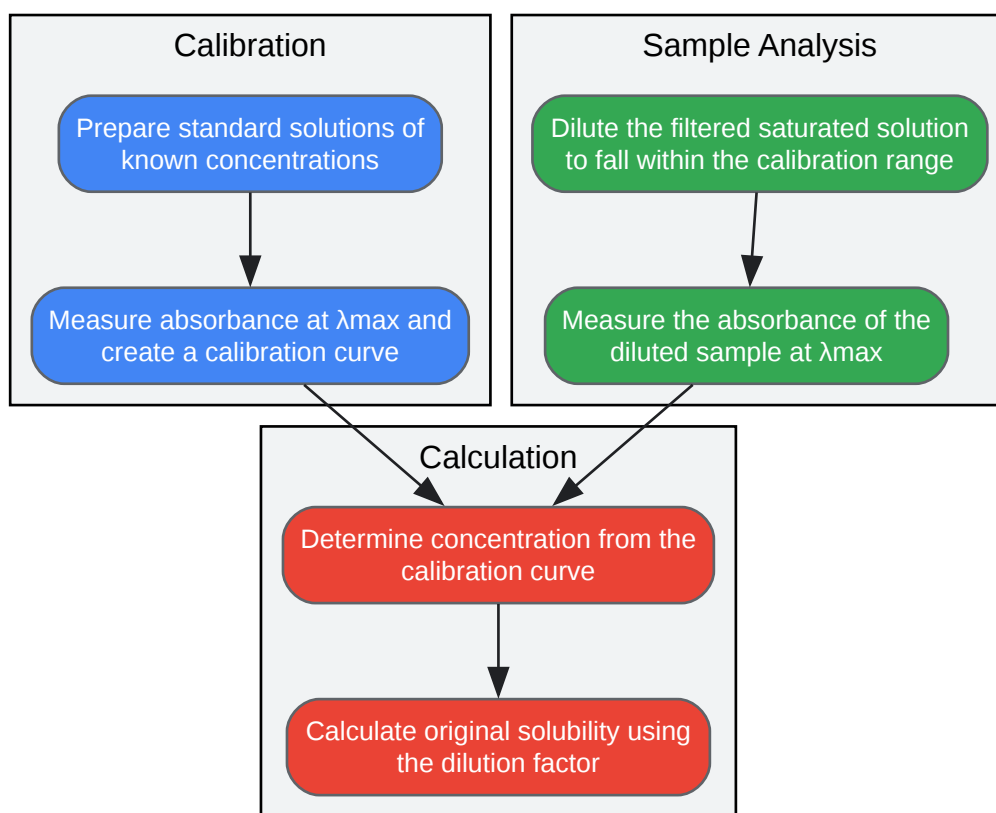 Calibration
Prepare standard solutions of
known concentrations
Measure absorbance at λmax and
create a calibration curve
Sample Analysis
Dilute the filtered saturated solution
to fall within the calibration range
Measure the absorbance of the
diluted sample at λmax
Calculation
Determine concentration from the
calibration curve
Calculate original solubility using
the dilution factor